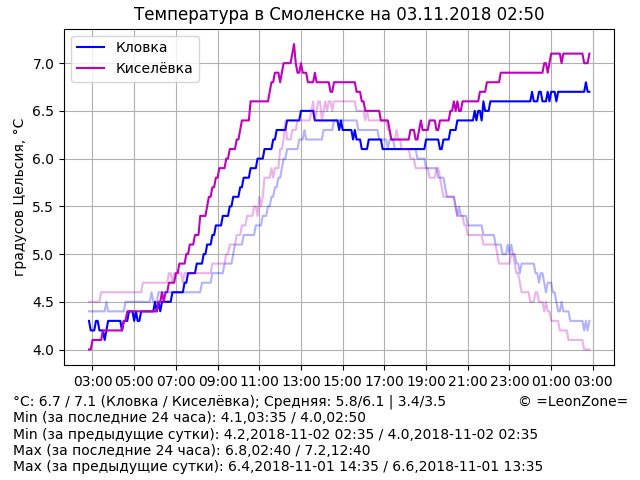 Температура в Смоленске на 03.11.2018 02:50
Кловка
Киселёвка
градусов Цельсия, °C
7.0
6.5
6.0
5.5
5.0
4.5
4.0
03:00 05:00 07:00 09:00 11:00 13:00 15:00 17:00 19:00 21:00 23:00 01:00 03:00
°C: 6.7 / 7.1 (Кловка / Киселёвка); Средняя: 5.8/6.1 | 3.4/3.5 © =LeonZone=
Min (за последние 24 часа): 4.1,03:35 / 4.0,02:50
Min (за предыдущие сутки): 4.2,2018-11-02 02:35 / 4.0,2018-11-02 02:35
Max (за последние 24 часа): 6.8,02:40 / 7.2,12:40
Max (за предыдущие сутки): 6.4,2018-11-01 14:35 / 6.6,2018-11-01 13:35